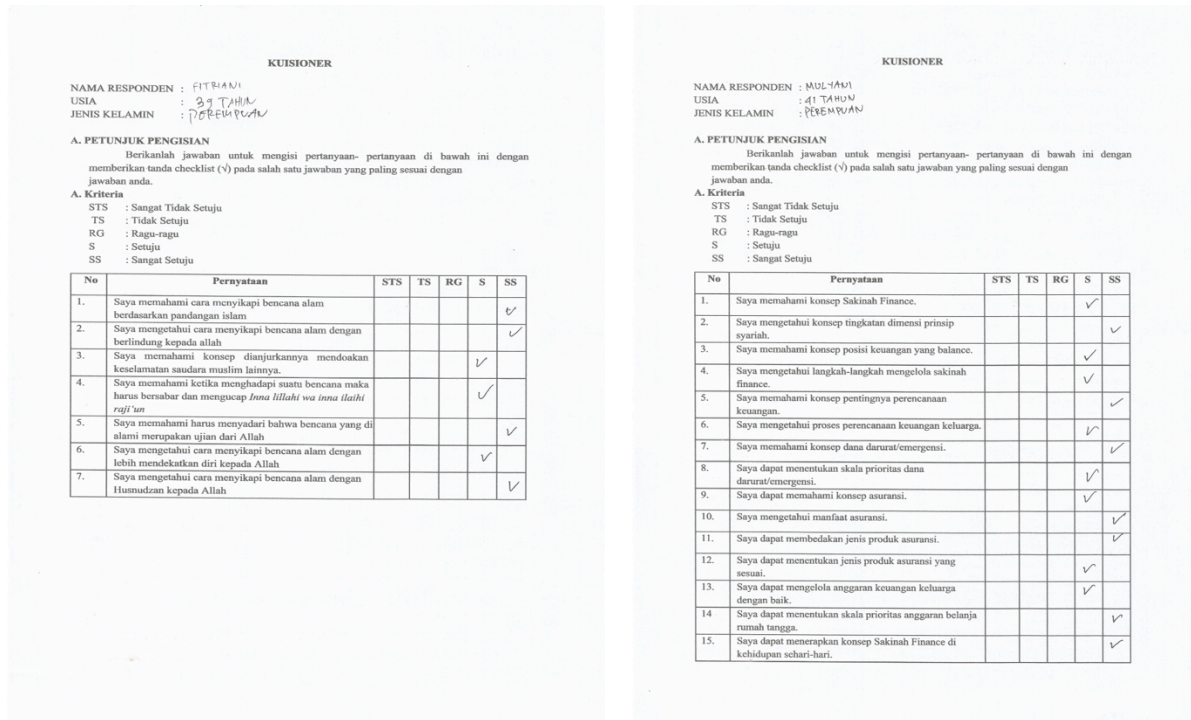 KUISIONER
NAMA RESPONDEN : FITRIANI
USIA : 39 TAHUN
JENIS KELAMIN : PEREMPUAN
A. PETUNJUK PENGISIAN
Berikanlah jawaban untuk mengisi pertanyaan- pertanyaan di bawah ini dengan
memberikan tanda checklist (√) pada salah satu jawaban yang paling sesuai dengan
jawaban anda.
A. Kriteria
STS : Sangat Tidak Setuju
TS : Tidak Setuju
RG : Ragu-ragu
S : Setuju
SS : Sangat Setuju
No Pernyataan STS TS RG S SS
1. Saya memahami cara menyikapi bencana alam
berdasarkan pandangan islam ✓
2. Saya mengetahui cara menyikapi bencana alam dengan
berlindung kepada allah ✓
3. Saya memahami konsep dianjurkannya mendoakan
keselamatan saudara muslim lainnya. ✓
4. Saya memahami ketika menghadapi suatu bencana maka
harus bersabar dan mengucap Inna lillahi wa inna ilaihi ✓
raji'un
5. Saya memahami harus menyadari bahwa bencana yang di
alami merupakan ujian dari Allah ✓
6. Saya mengetahui cara menyikapi bencana alam dengan
lebih mendekatkan diri kepada Allah ✓
7. Saya mengetahui cara menyikapi bencana alam dengan
Husnudzan kepada Allah ✓
KUISIONER
NAMA RESPONDEN : MULYANI
USIA : 41 TAHUN
JENIS KELAMIN : PEREMPUAN
A. PETUNJUK PENGISIAN
Berikanlah jawaban untuk mengisi pertanyaan- pertanyaan di bawah ini dengan
memberikan tanda checklist (√) pada salah satu jawaban yang paling sesuai dengan
jawaban anda.
A. Kriteria
STS : Sangat Tidak Setuju
TS : Tidak Setuju
RG : Ragu-ragu
S : Setuju
SS : Sangat Setuju
No Pernyataan STS TS RG S SS
1. Saya memahami konsep Sakinah Finance. ✓
2. Saya mengetahui konsep tingkatan dimensi prinsip
syariah. ✓
3. Saya memahami konsep posisi keuangan yang balance. ✓
4. Saya mengetahui langkah-langkah mengelola sakinah
finance. ✓
5. Saya memahami konsep pentingnya perencanaan
keuangan. ✓
6. Saya mengetahui proses perencanaan keuangan keluarga. ✓
7. Saya memahami konsep dana darurat/emergensi. ✓
8. Saya dapat menentukan skala prioritas dana
darurat/emergensi. ✓
9. Saya dapat memahami konsep asuransi. ✓
10. Saya mengetahui manfaat asuransi. ✓
11. Saya dapat membedakan jenis produk asuransi. ✓
12. Saya dapat menentukan jenis produk asuransi yang
sesuai. ✓
13. Saya dapat mengelola anggaran keuangan keluarga
dengan baik. ✓
14 Saya dapat menentukan skala prioritas anggaran belanja
rumah tangga. ✓
15. Saya dapat menerapkan konsep Sakinah Finance di
kehidupan sehari-hari. ✓